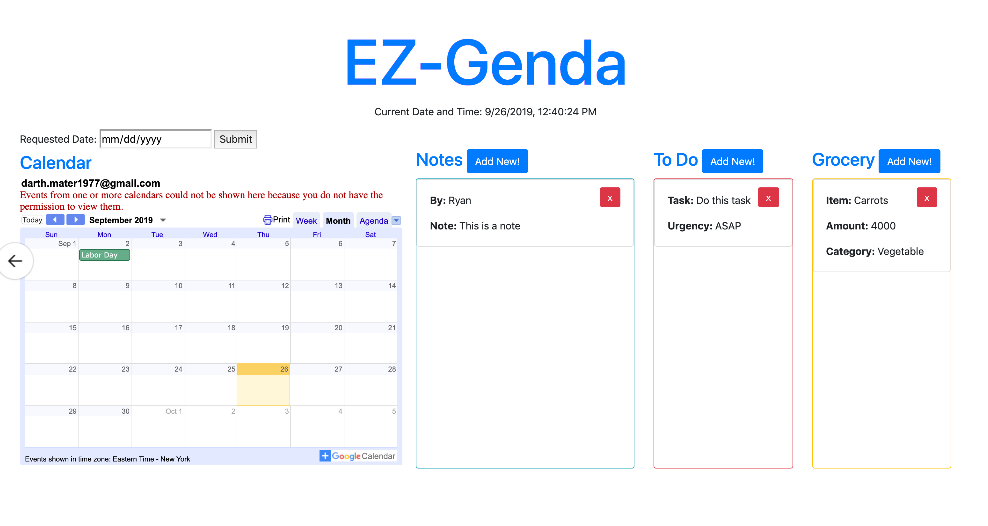 EZ-Genda
Current Date and Time: 9/26/2019, 12:40:24 PM
Requested Date: mm/dd/yyyy Submit
Calendar
darth.mater1977@gmail.com
Events from one or more calendars could not be shown here because you do not have the
permission to view them.
Today September 2019 Print Week Month Agenda
Sun Mon Tue Wed Thu Fri Sat
Sep 1 2 3 4 5 6 7
Labor Day
8 9 10 11 12 13 14
15 16 17 18 19 20 21
22 23 24 25 26 27 28
29 30 Oct 1 2 3 4 5
Events shown in time zone: Eastern Time - New York
+ Google Calendar
Notes Add New!
By: Ryan x
Note: This is a note
To Do Add New!
Task: Do this task x
Urgency: ASAP
Grocery Add New!
Item: Carrots x
Amount: 4000
Category: Vegetable